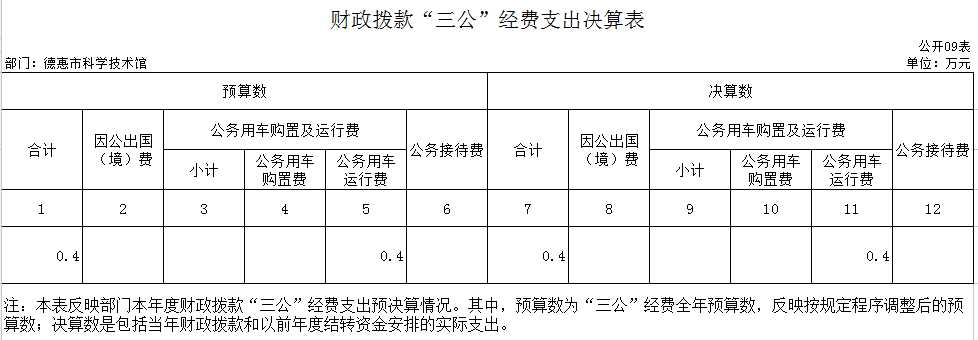 财政拨款“三公”经费支出决算表
公开09表
部门：德惠市科学技术馆
单位：万元
预算数 决算数
合计 因公出国（境）费 公务用车购置及运行费 公务接待费 合计 因公出国（境）费 公务用车购置及运行费 公务接待费
小计 公务用车购置费 公务用车运行费 小计 公务用车购置费 公务用车运行费
1 2 3 4 5 6 7 8 9 10 11 12
0.4 0.4 0.4 0.4
注：本表反映部门本年度财政拨款“三公”经费支出预决算情况。其中，预算数为“三公”经费全年预算数，反映按规定程序调整后的预
算数；决算数是包括当年财政拨款和以前年度结转资金安排的实际支出。